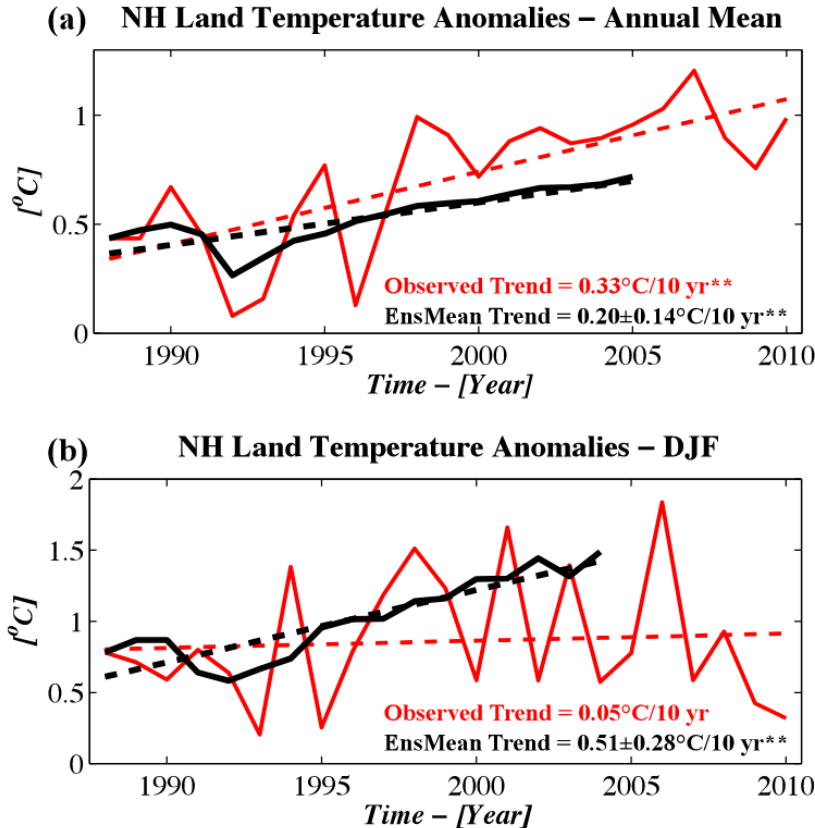 (a) NH Land Temperature Anomalies – Annual Mean
1
0.5
0
[°C]
Observed Trend = 0.33°C/10 yr**
EnsMean Trend = 0.20±0.14°C/10 yr**
1990 1995 2000 2005 2010
Time – [Year]
(b) NH Land Temperature Anomalies – DJF
2
1.5
1
0.5
0
[°C]
Observed Trend = 0.05°C/10 yr
EnsMean Trend = 0.51±0.28°C/10 yr**
1990 1995 2000 2005 2010
Time – [Year]